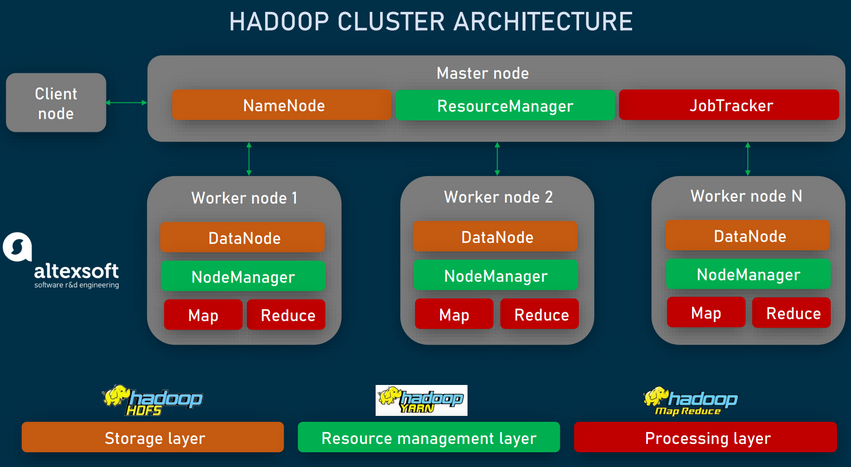 HADOOP CLUSTER ARCHITECTURE
Client
node
Master node
NameNode
ResourceManager
JobTracker
Worker node 1
DataNode
NodeManager
Map
Reduce
Worker node 2
DataNode
NodeManager
Map
Reduce
Worker node N
DataNode
NodeManager
Map
Reduce
altexsoft
software r&d engineering
hadoop
HDFS
hadoop
YARN
hadoop
Map Reduce
Storage layer
Resource management layer
Processing layer